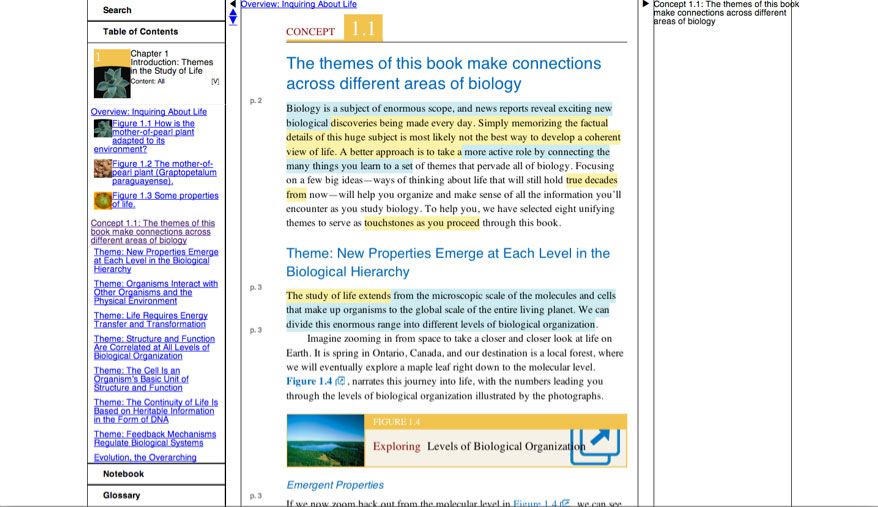 Search
Table of Contents
1
Chapter 1
Introduction: Themes
in the Study of Life
Content: All
[V]
Overview: Inquiring About Life
Figure 1.1 How is the
mother-of-pearl plant
adapted to its
environment?
Figure 1.2 The mother-of-
pearl plant (Graptopetalum
paraguayense).
Figure 1.3 Some properties
of life.
Concept 1.1: The themes of this
book make connections across
different areas of biology
Theme: New Properties Emerge
at Each Level in the Biological
Hierarchy
Theme: Organisms Interact with
Other Organisms and the
Physical Environment
Theme: Life Requires Energy
Transfer and Transformation
Theme: Structure and Function
Are Correlated at All Levels of
Biological Organization
Theme: The Cell Is an
Organism's Basic Unit of
Structure and Function
Theme: The Continuity of Life Is
Based on Heritable Information
in the Form of DNA
Theme: Feedback Mechanisms
Regulate Biological Systems
Evolution, the Overarching
Notebook
Glossary
Overview: Inquiring About Life
CONCEPT 1.1
The themes of this book make connections
across different areas of biology
p. 2
Biology is a subject of enormous scope, and news reports reveal exciting new
biological discoveries being made every day. Simply memorizing the factual
details of this huge subject is most likely not the best way to develop a coherent
view of life. A better approach is to take a more active role by connecting the
many things you learn to a set of themes that pervade all of biology. Focusing
on a few big ideas—ways of thinking about life that will still hold true decades
from now—will help you organize and make sense of all the information you'll
encounter as you study biology. To help you, we have selected eight unifying
themes to serve as touchstones as you proceed through this book.
Theme: New Properties Emerge at Each Level in the
Biological Hierarchy
p. 3
The study of life extends from the microscopic scale of the molecules and cells
that make up organisms to the global scale of the entire living planet. We can
divide this enormous range into different levels of biological organization.
p. 3
Imagine zooming in from space to take a closer and closer look at life on
Earth. It is spring in Ontario, Canada, and our destination is a local forest, where
we will eventually explore a maple leaf right down to the molecular level.
Figure 1.4 , narrates this journey into life, with the numbers leading you
through the levels of biological organization illustrated by the photographs.
FIGURE 1.4
Exploring Levels of Biological Organization
Emergent Properties
p. 3
If we now zoom back out from the molecular level in Figure 1.4 , we can see
Concept 1.1: The themes of this book
make connections across different
areas of biology